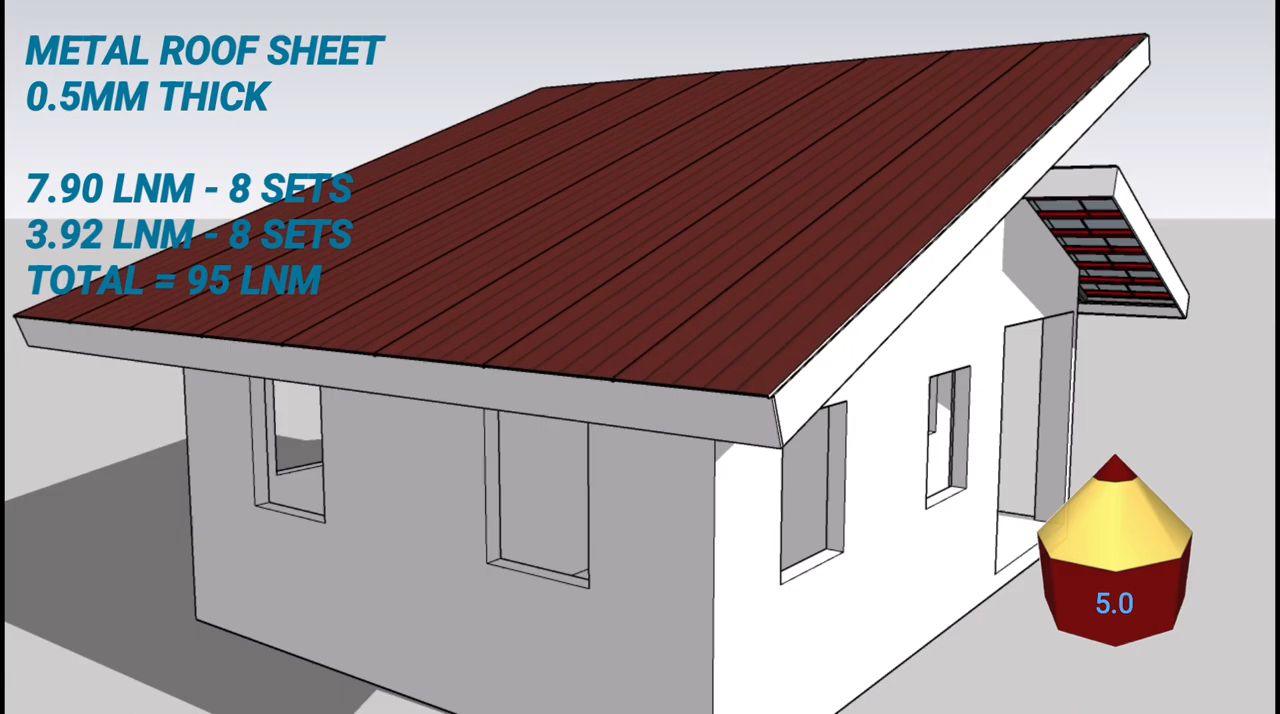 METAL ROOF SHEET
0.5MM THICK
7.90 LNM - 8 SETS
3.92 LNM - 8 SETS
TOTAL = 95 LNM
5.0